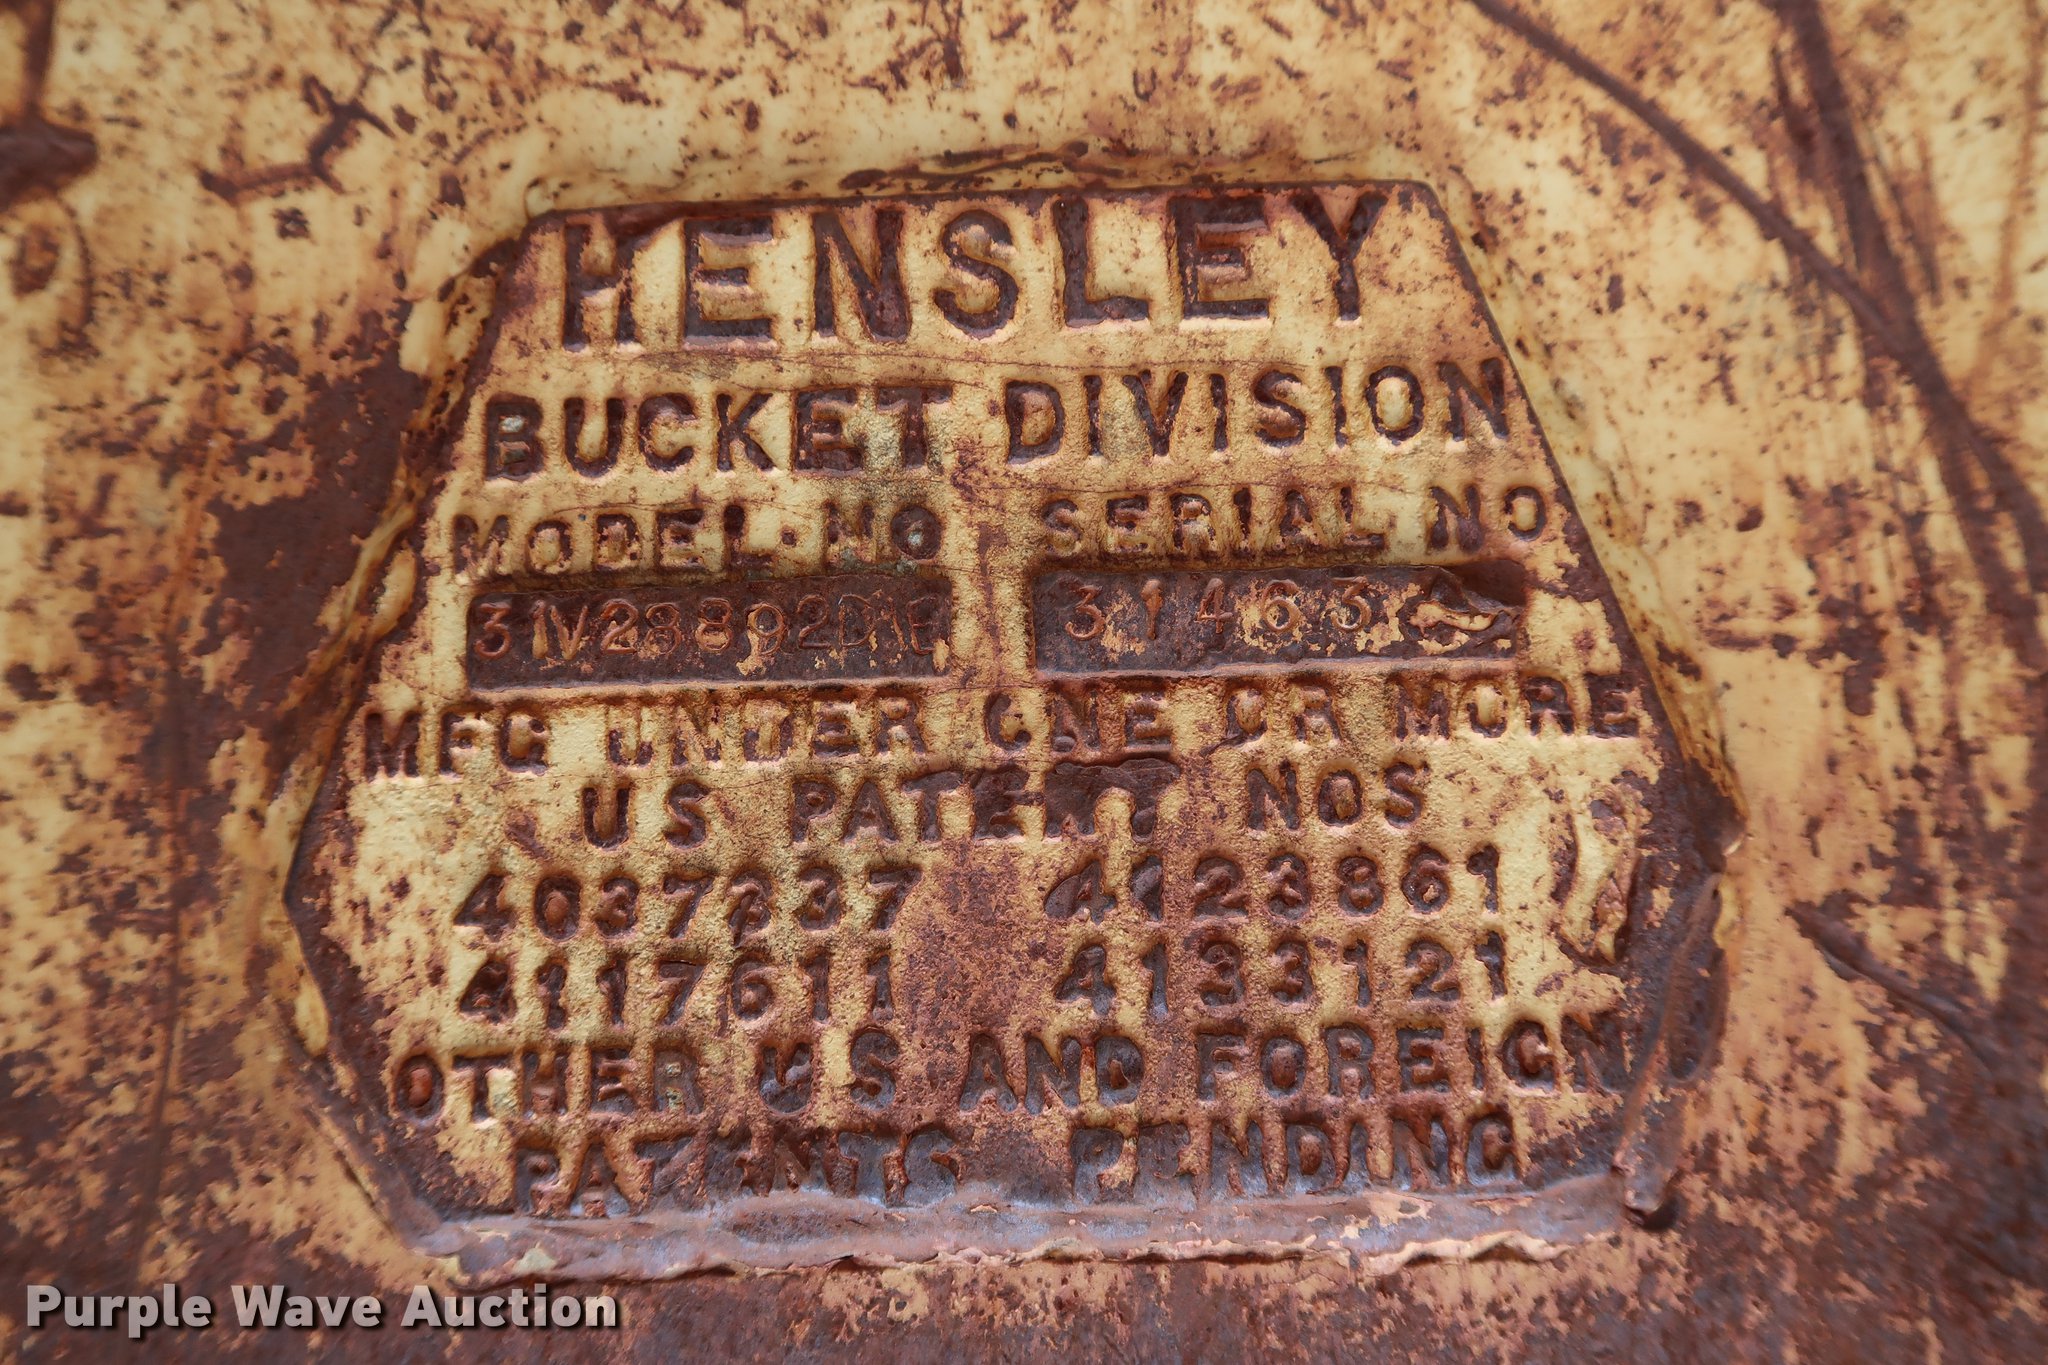 HENSLEY
BUCKET DIVISION
MODEL NO SERIAL NO
31463
MFG UNDER ONE OR MORE
US PATENT NOS
4037337 4123861
4117611 4133121
OTHER US AND FOREIGN
PATENTS PENDING
Purple Wave Auction